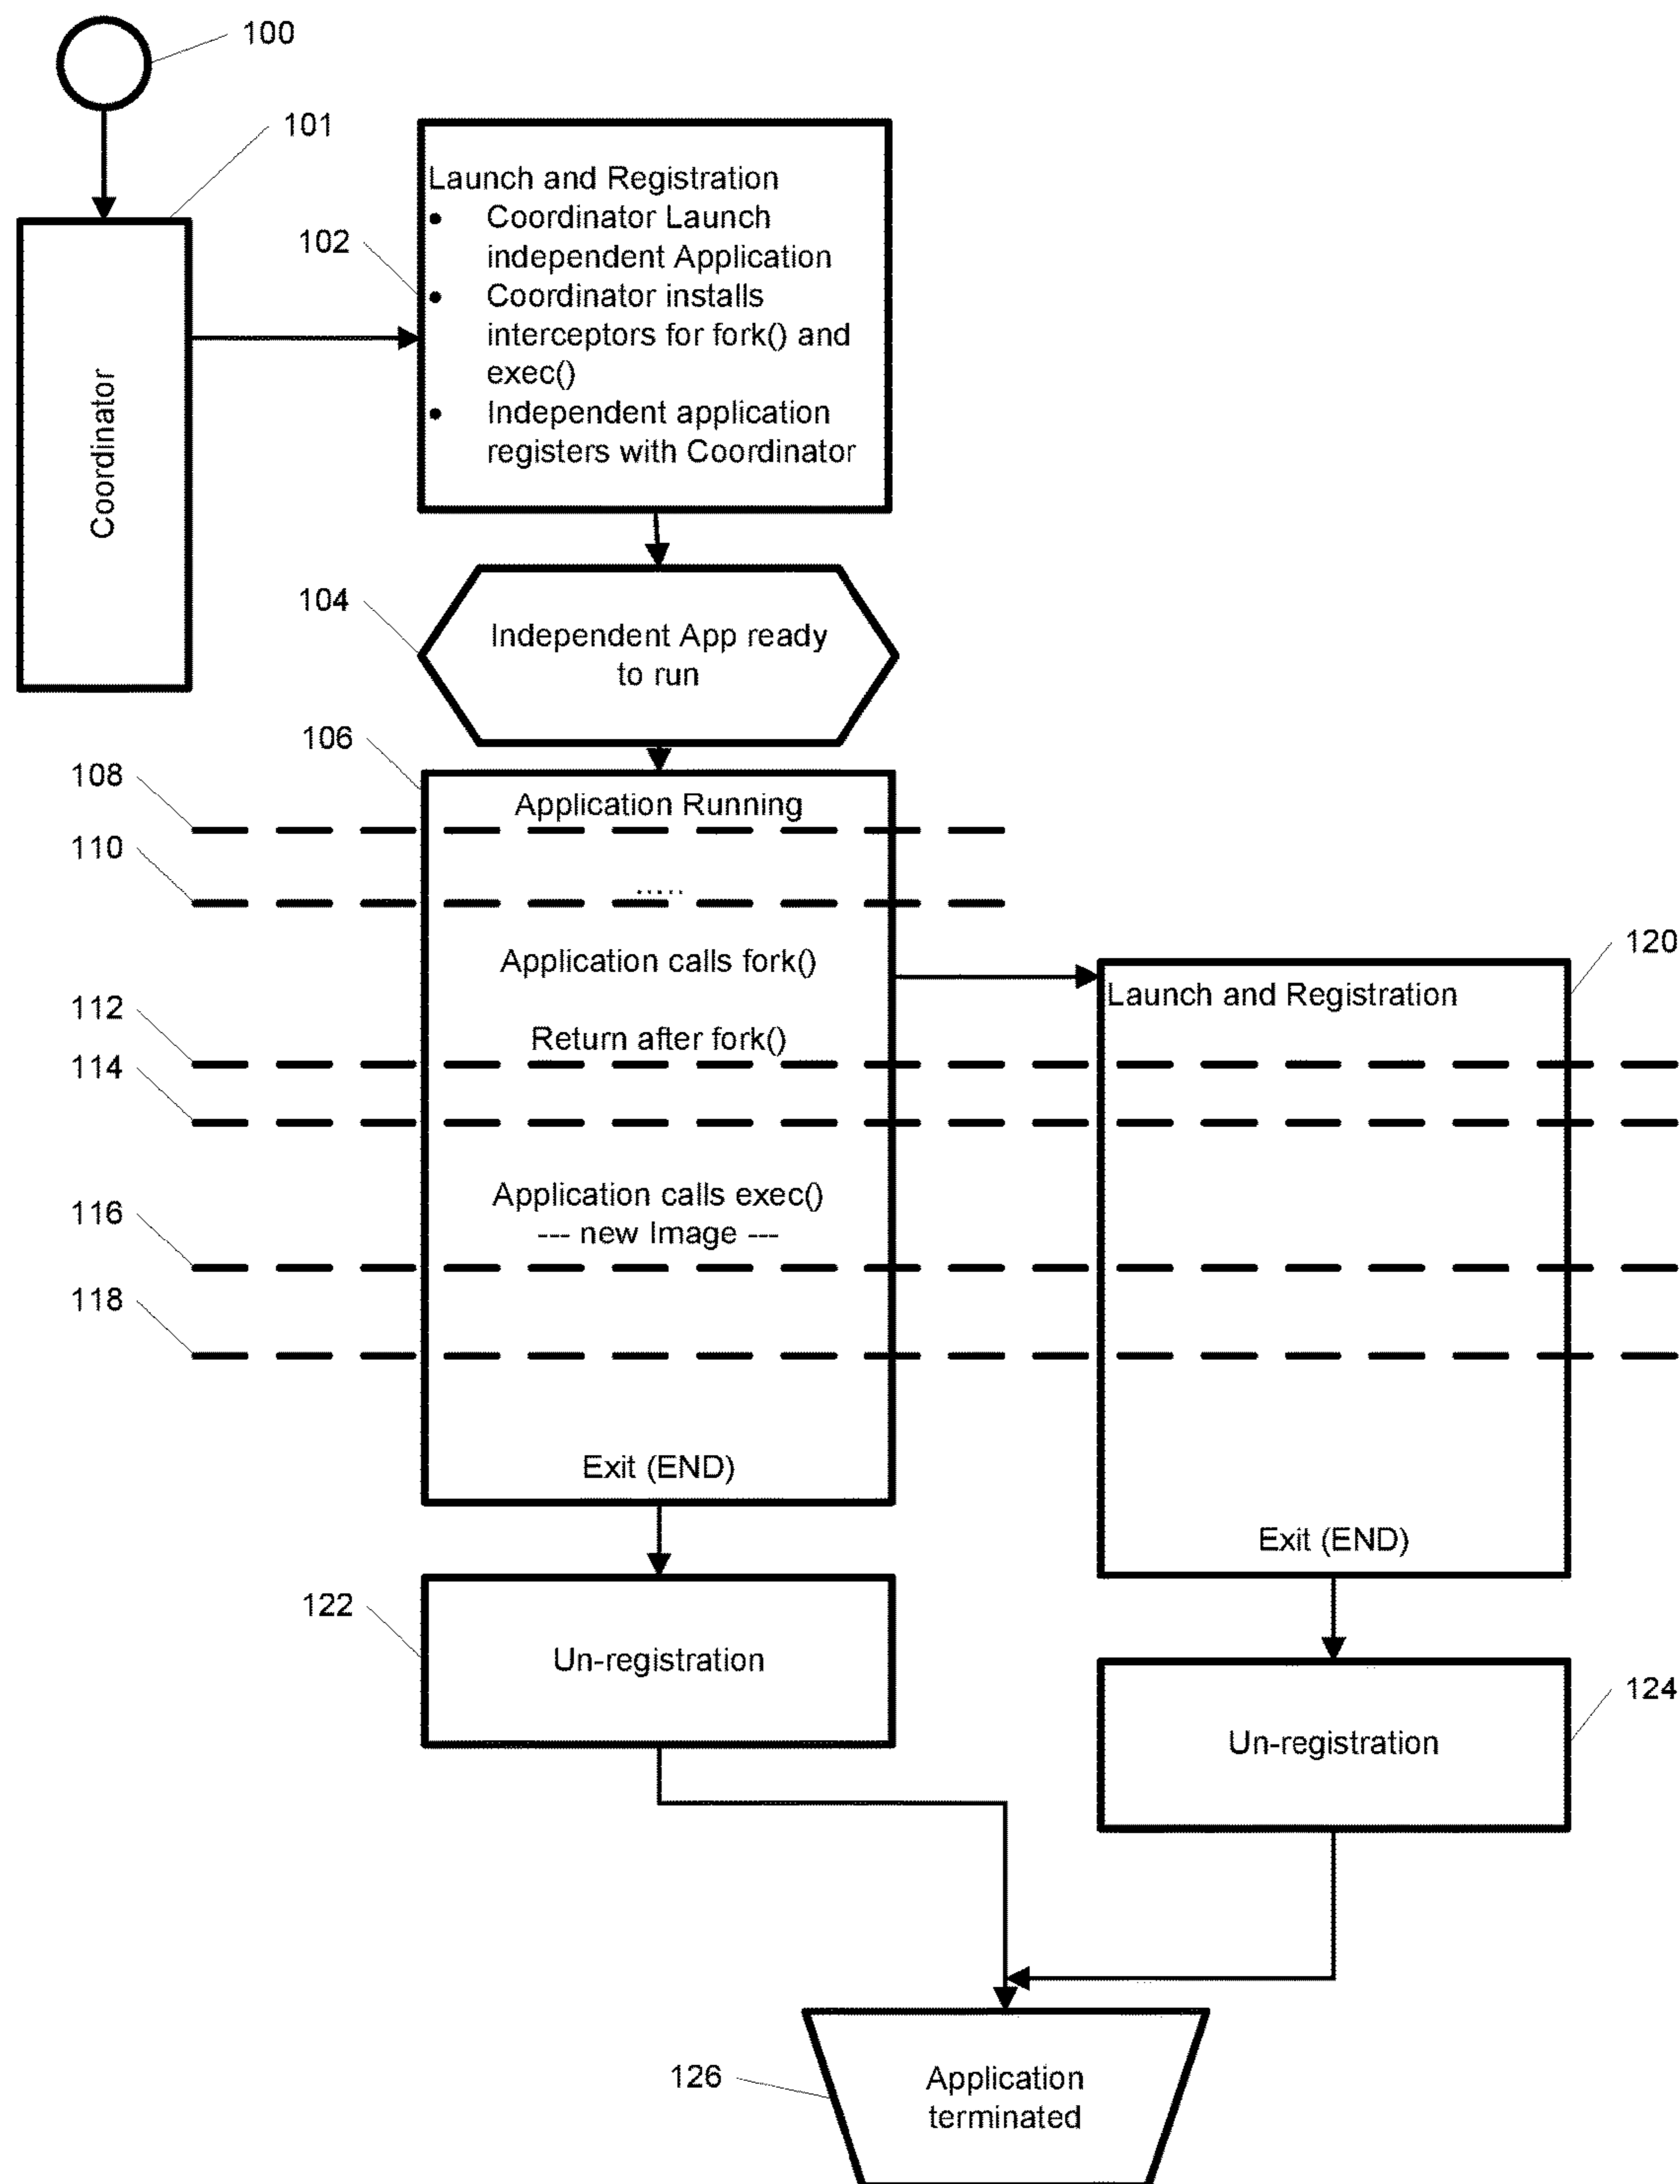 100
101
Coordinator
102
Launch and Registration
• Coordinator Launch
independent Application
• Coordinator installs
interceptors for fork() and
exec()
• Independent application
registers with Coordinator
104
Independent App ready
to run
106
Application Running
108
110
.....
Application calls fork()
120
Launch and Registration
112
Return after fork()
114
Application calls exec()
--- new Image ---
116
118
Exit (END)
Exit (END)
122
Un-registration
124
Un-registration
126
Application
terminated